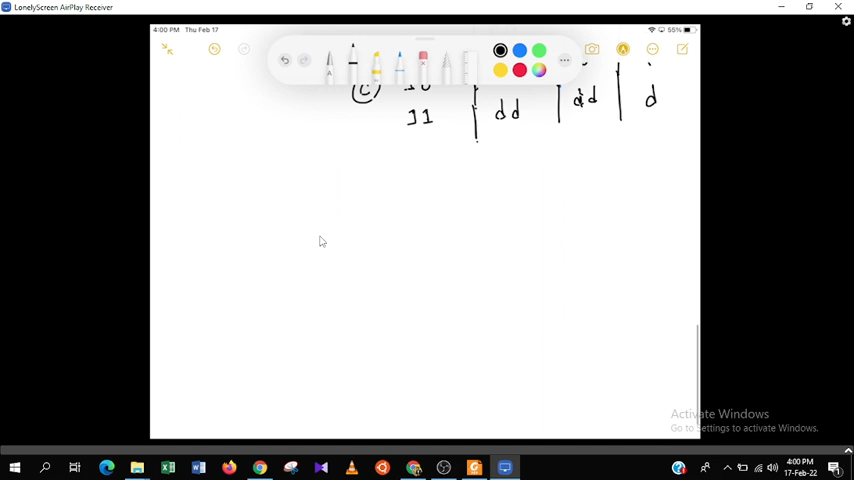 LonelyScreen AirPlay Receiver
4:00 PM Thu Feb 17
55%
A
(C) 10
11 | dd | dd | d
Activate Windows
Go to Settings to activate Windows.
4:00 PM
17-Feb-22